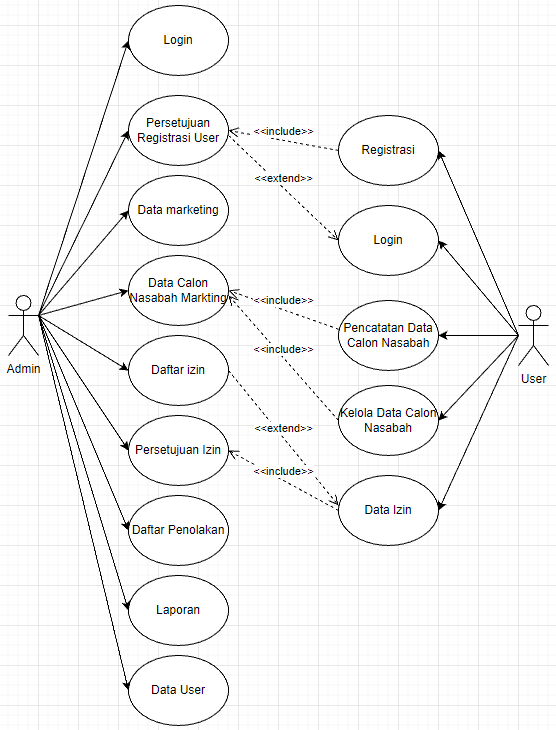 Login
Persetujuan
Registrasi User
<<include>>
Registrasi
<<extend>>
Data marketing
Login
Data Calon
Nasabah Markting
<<include>>
Pencatatan Data
Calon Nasabah
<<include>>
Admin
User
Daftar izin
Kelola Data Calon
Nasabah
<<extend>>
Persetujuan Izin
<<include>>
Data Izin
Daftar Penolakan
Laporan
Data User